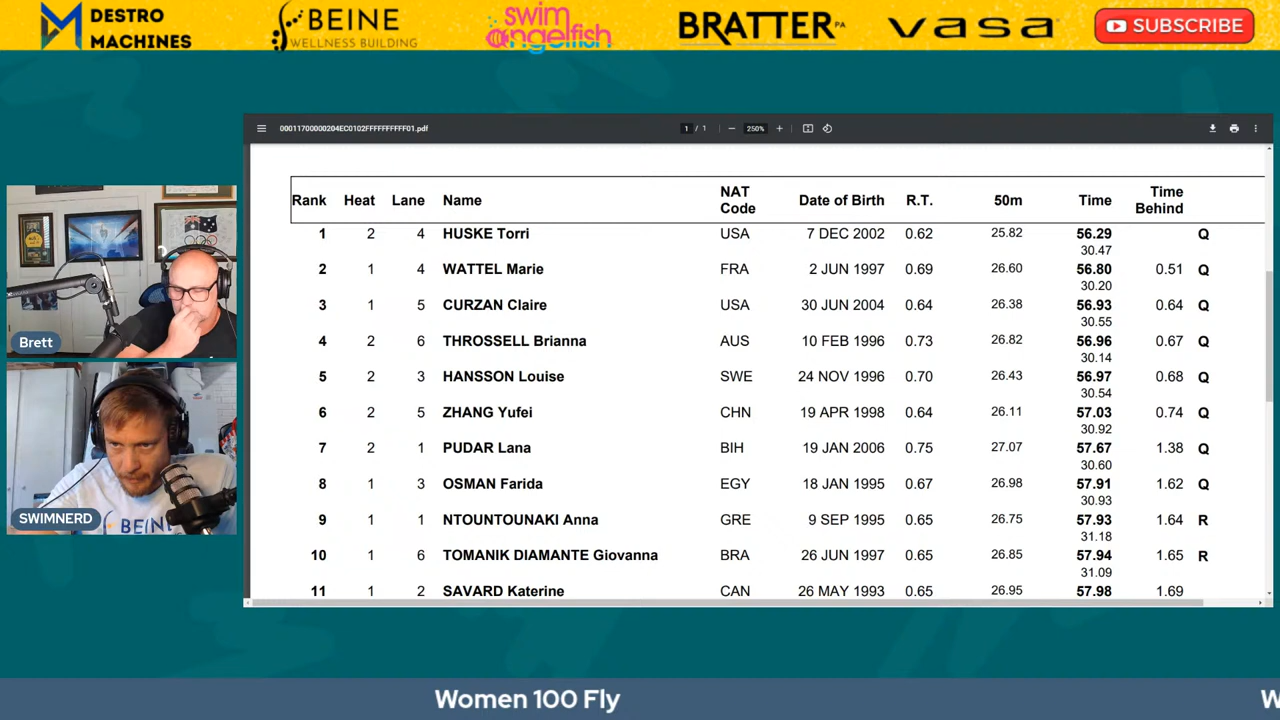 DESTRO
MACHINES
BEINE
WELLNESS BUILDING
swim
angelfish
BRATTER PA
vasa
SUBSCRIBE
00011700000204EC0102FFFFFFFFFF01.pdf
1 / 1
250%
Rank Heat Lane Name NAT Code Date of Birth R.T. 50m Time Time Behind
1 2 4 HUSKE Torri USA 7 DEC 2002 0.62 25.82 56.29 Q
30.47
2 1 4 WATTEL Marie FRA 2 JUN 1997 0.69 26.60 56.80 0.51 Q
30.20
3 1 5 CURZAN Claire USA 30 JUN 2004 0.64 26.38 56.93 0.64 Q
30.55
4 2 6 THROSSELL Brianna AUS 10 FEB 1996 0.73 26.82 56.96 0.67 Q
30.14
5 2 3 HANSSON Louise SWE 24 NOV 1996 0.70 26.43 56.97 0.68 Q
30.54
6 2 5 ZHANG Yufei CHN 19 APR 1998 0.64 26.11 57.03 0.74 Q
30.92
7 2 1 PUDAR Lana BIH 19 JAN 2006 0.75 27.07 57.67 1.38 Q
30.60
8 1 3 OSMAN Farida EGY 18 JAN 1995 0.67 26.98 57.91 1.62 Q
30.93
9 1 1 NTOUNTOUNAKI Anna GRE 9 SEP 1995 0.65 26.75 57.93 1.64 R
31.18
10 1 6 TOMANIK DIAMANTE Giovanna BRA 26 JUN 1997 0.65 26.85 57.94 1.65 R
31.09
11 1 2 SAVARD Katerine CAN 26 MAY 1993 0.65 26.95 57.98 1.69
Brett
BEINE
SWIMNERD
Women 100 Fly
W